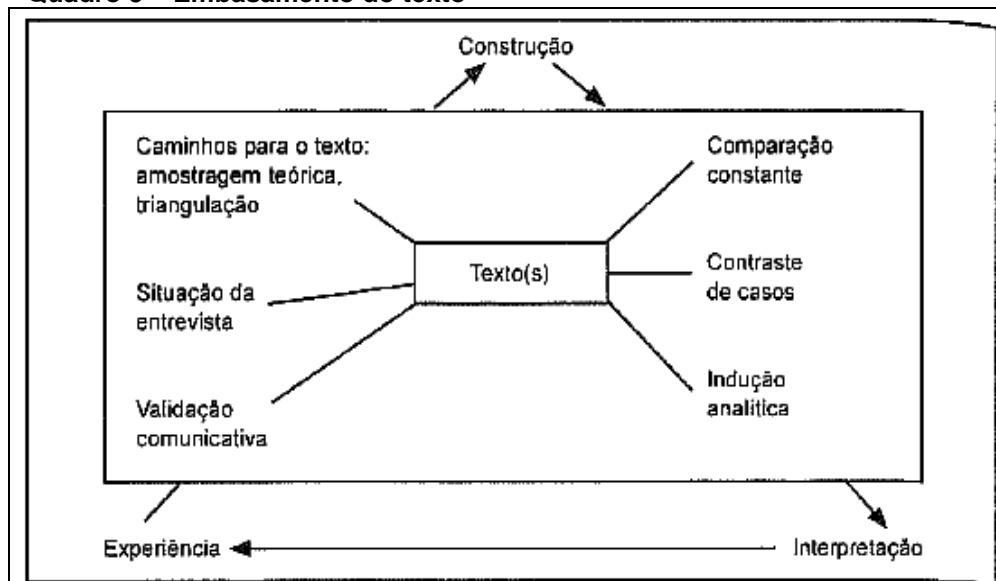 Construção
Caminhos para o texto:
amostragem teórica,
triangulação
Comparação
constante
Texto(s)
Situação da
entrevista
Contraste
de casos
Validação
comunicativa
Indução
analítica
Experiência
Interpretação